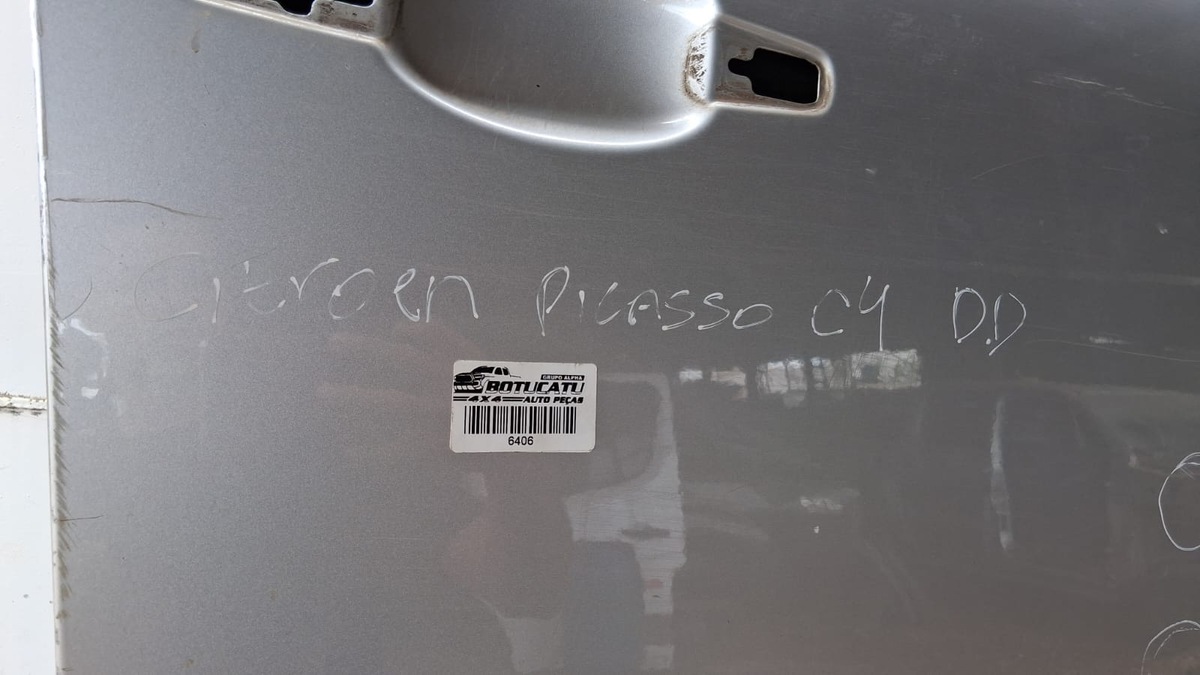 Citroen Picasso C4 D.D
GRUPO ALPHA
BOTUCATU
4X4 AUTO PEÇAS
6406